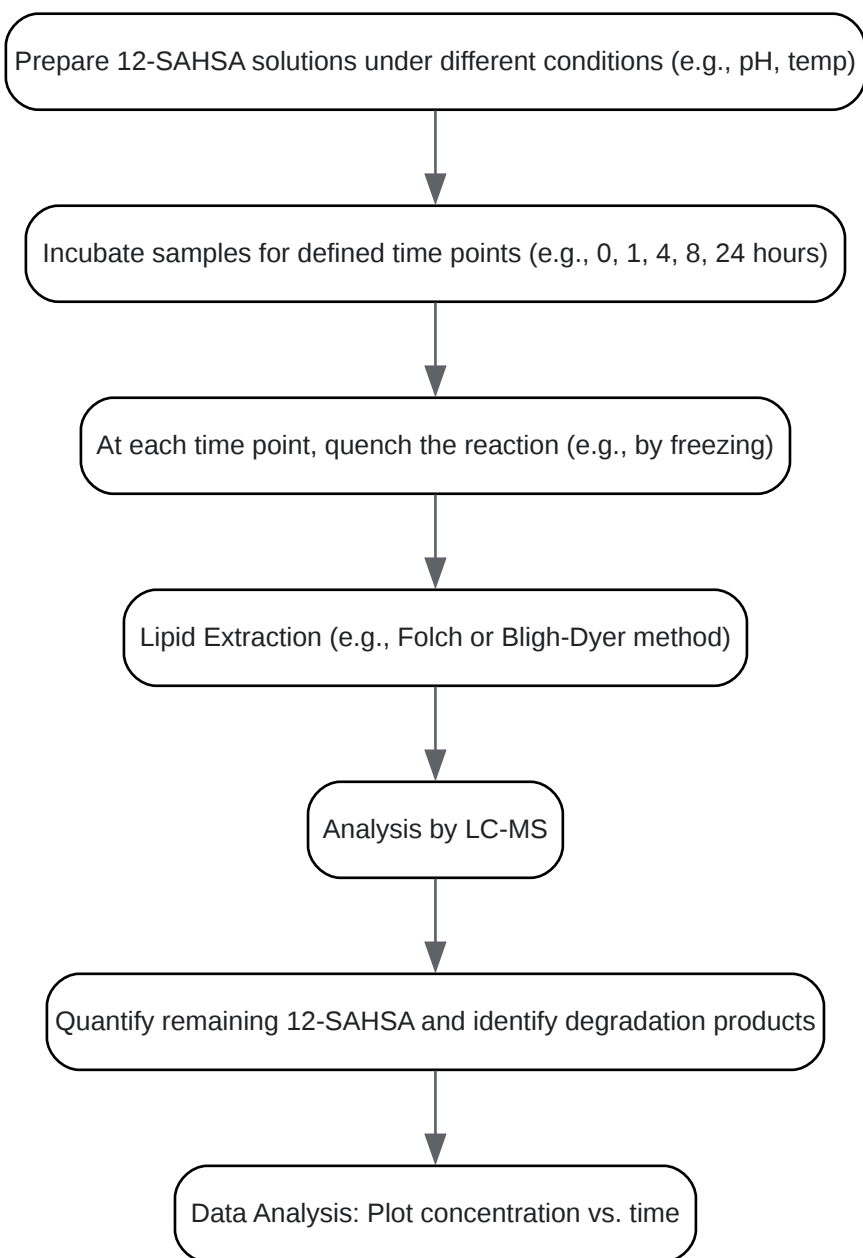 Prepare 12-SAHSA solutions under different conditions (e.g., pH, temp)
Incubate samples for defined time points (e.g., 0, 1, 4, 8, 24 hours)
At each time point, quench the reaction (e.g., by freezing)
Lipid Extraction (e.g., Folch or Bligh-Dyer method)
Analysis by LC-MS
Quantify remaining 12-SAHSA and identify degradation products
Data Analysis: Plot concentration vs. time